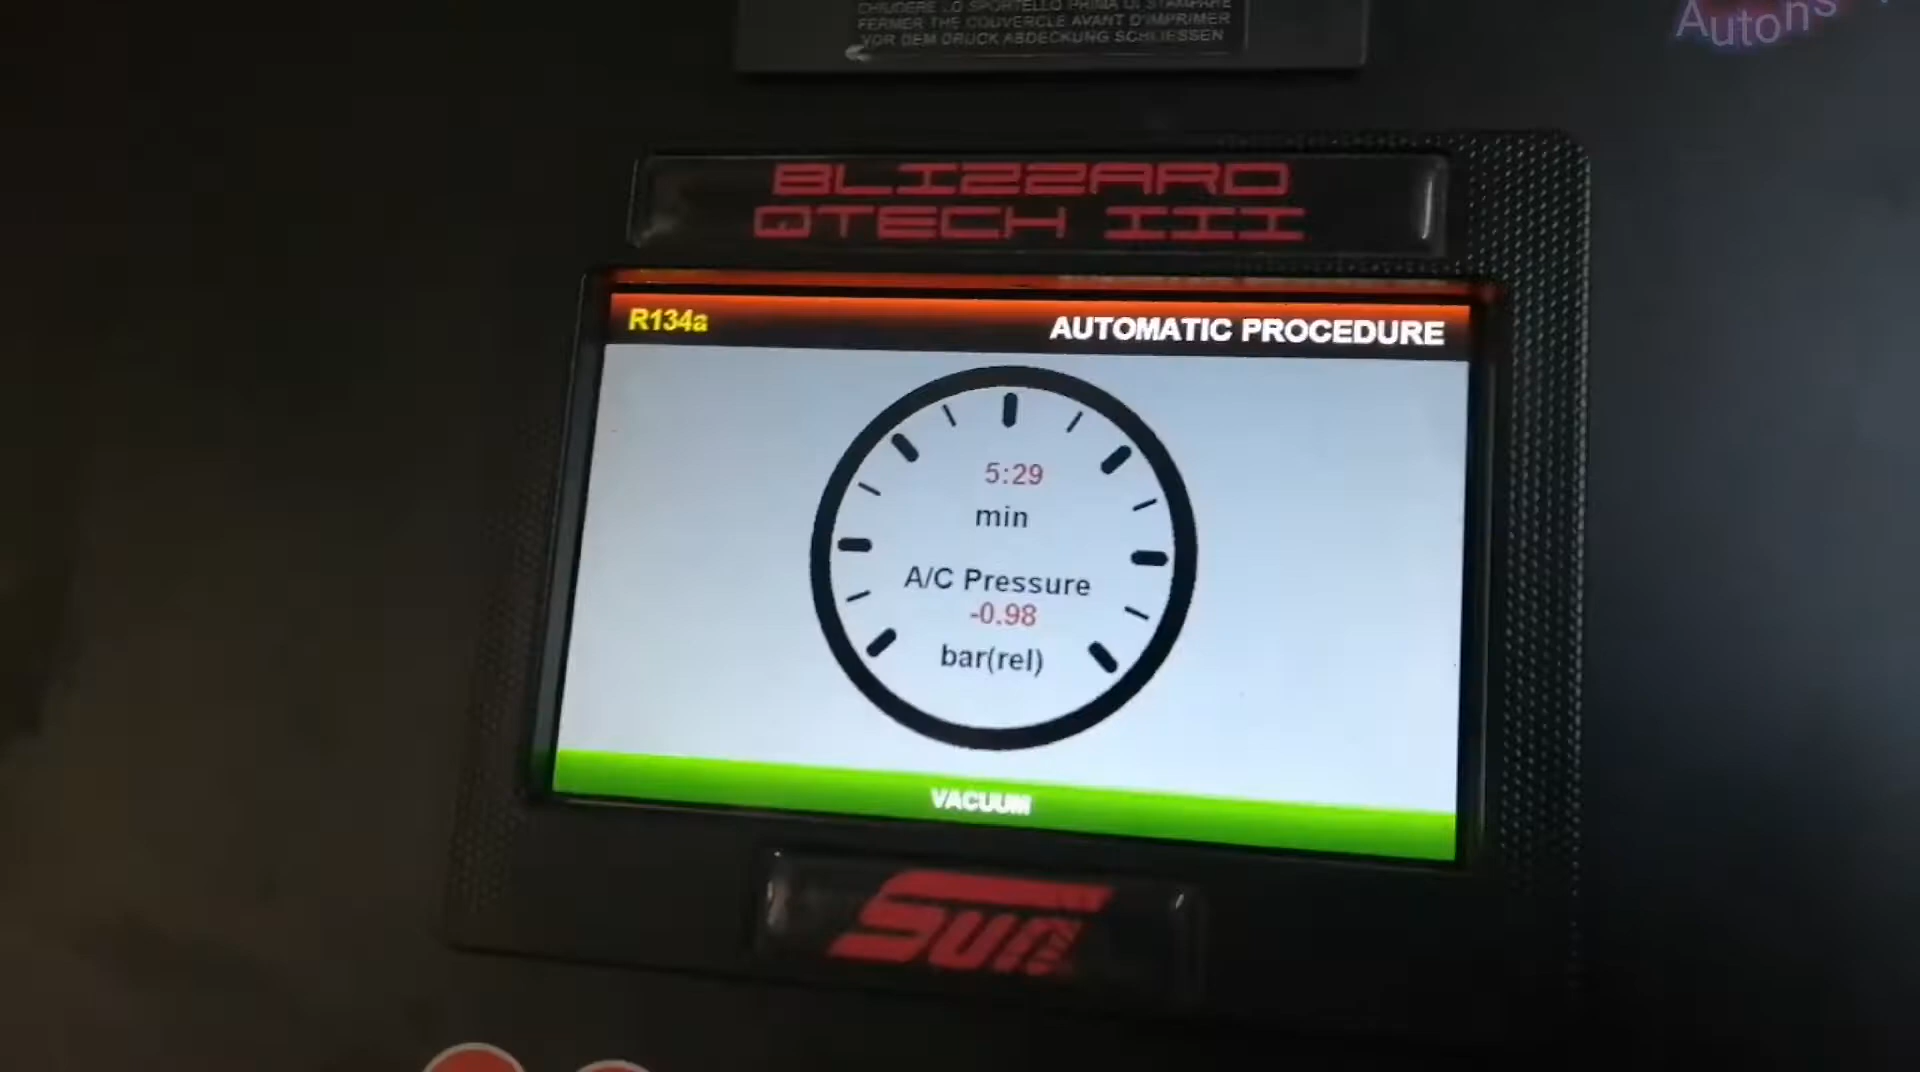 CHIUDERE LO SPORTELLO PRIMA DI STAMPARE
FERMER THE COUVERCLE AVANT D'IMPRIMER
VOR DEM DRUCK ABDECKUNG SCHLIESSEN
BLIZZARD
QTECH III
R134a
AUTOMATIC PROCEDURE
5:29
min
A/C Pressure
-0.98
bar(rel)
VACUUM
Sun